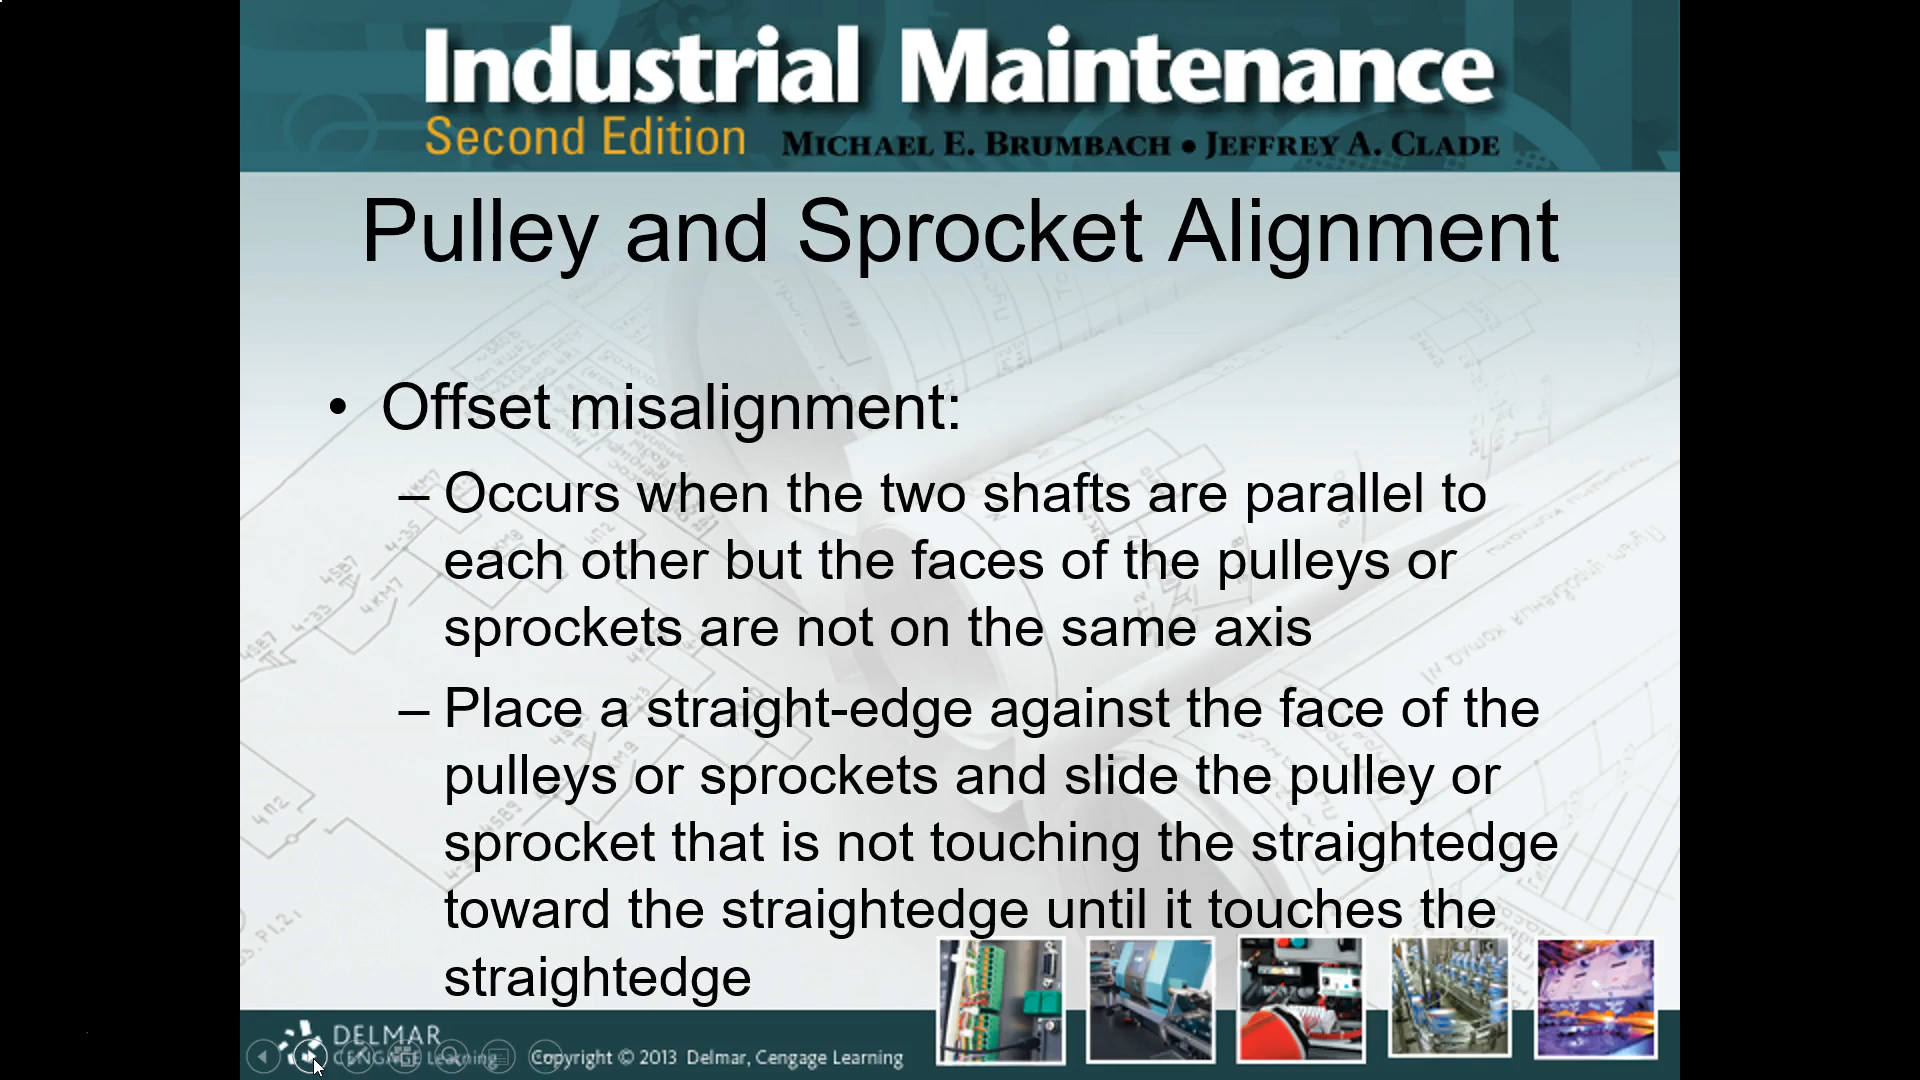 Industrial Maintenance
Second Edition MICHAEL E. BRUMBACH • JEFFREY A. CLADE
Pulley and Sprocket Alignment
• Offset misalignment:
– Occurs when the two shafts are parallel to
each other but the faces of the pulleys or
sprockets are not on the same axis
– Place a straight-edge against the face of the
pulleys or sprockets and slide the pulley or
sprocket that is not touching the straightedge
toward the straightedge until it touches the
straightedge
DELMAR
CENGAGE Learning
Copyright © 2013 Delmar, Cengage Learning